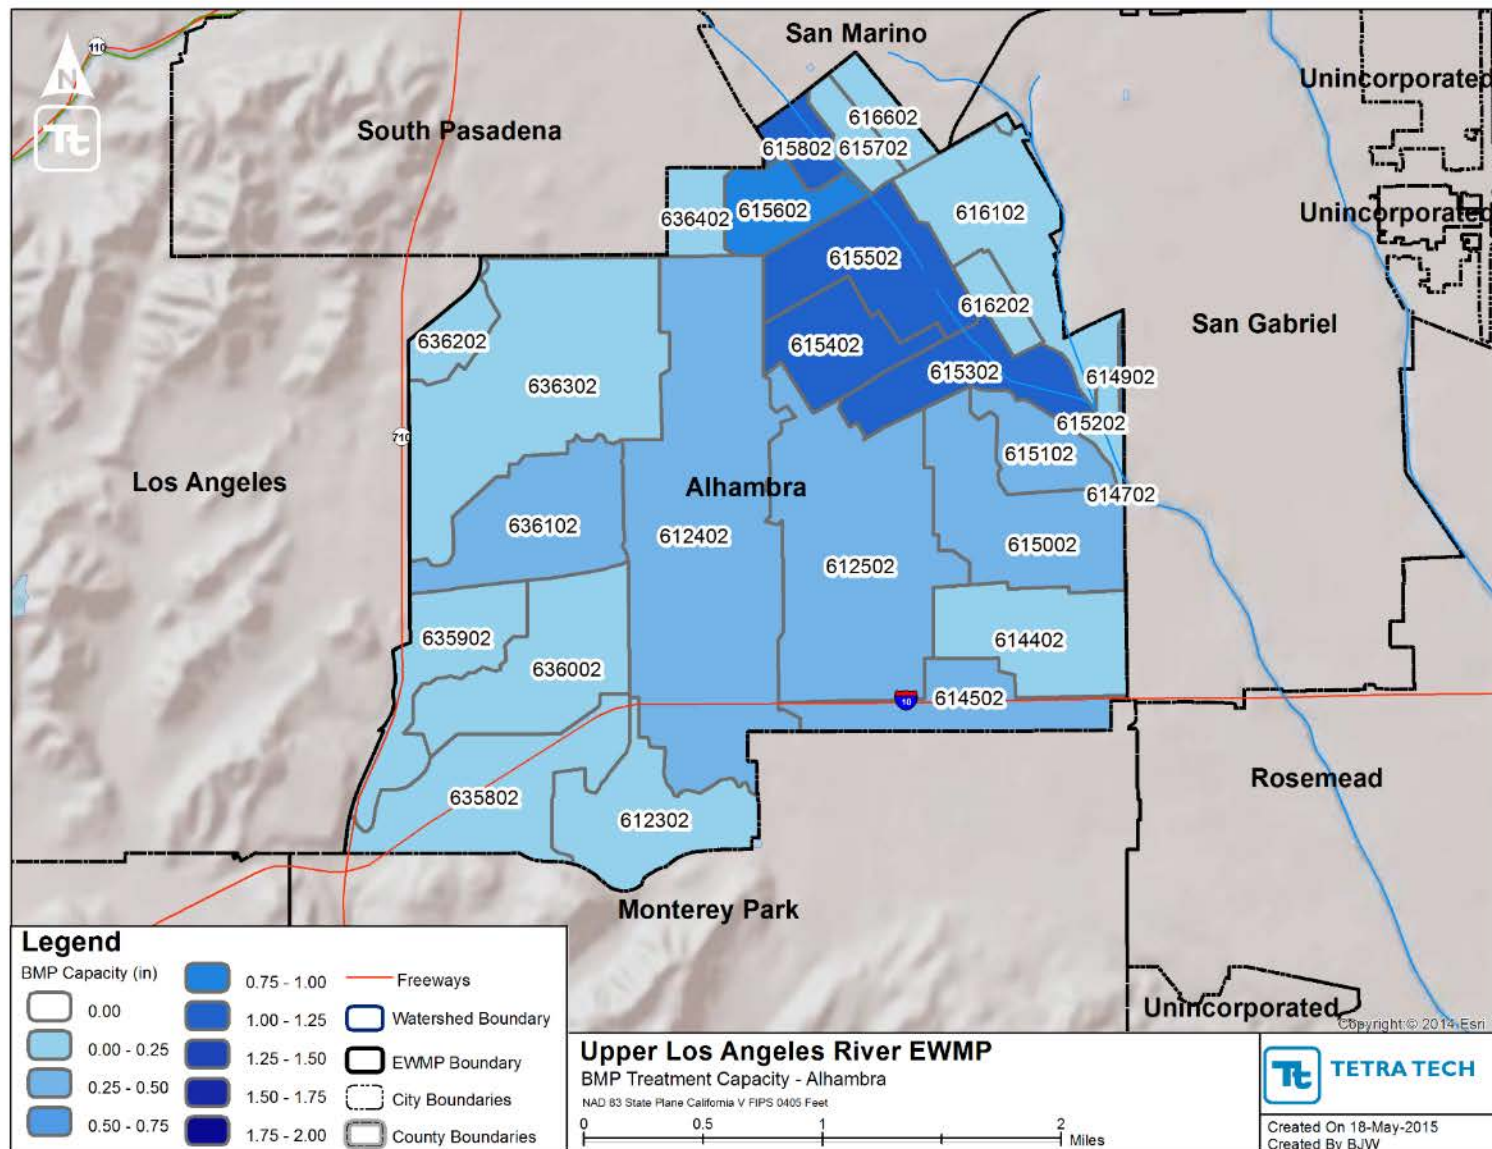 San Marino
Unincorporated
110
N
Tt
South Pasadena
616602
615802
615702
636402
615602
616102
Unincorporated
615502
616202
San Gabriel
636202
615402
636302
615302
614902
615202
710
615102
Los Angeles
Alhambra
614702
636102
612402
615002
612502
635902
614402
636002
10
614502
Rosemead
635802
612302
Monterey Park
Unincorporated
Copyright:© 2014 Esri
Legend
BMP Capacity (in)
0.00
0.00 - 0.25
0.25 - 0.50
0.50 - 0.75
0.75 - 1.00
1.00 - 1.25
1.25 - 1.50
1.50 - 1.75
1.75 - 2.00
Freeways
Watershed Boundary
EWMP Boundary
City Boundaries
County Boundaries
Upper Los Angeles River EWMP
BMP Treatment Capacity - Alhambra
NAD 83 State Plane California V FIPS 0405 Feet
0 0.5 1 2
Miles
Tt TETRA TECH
Created On 18-May-2015
Created By BJW